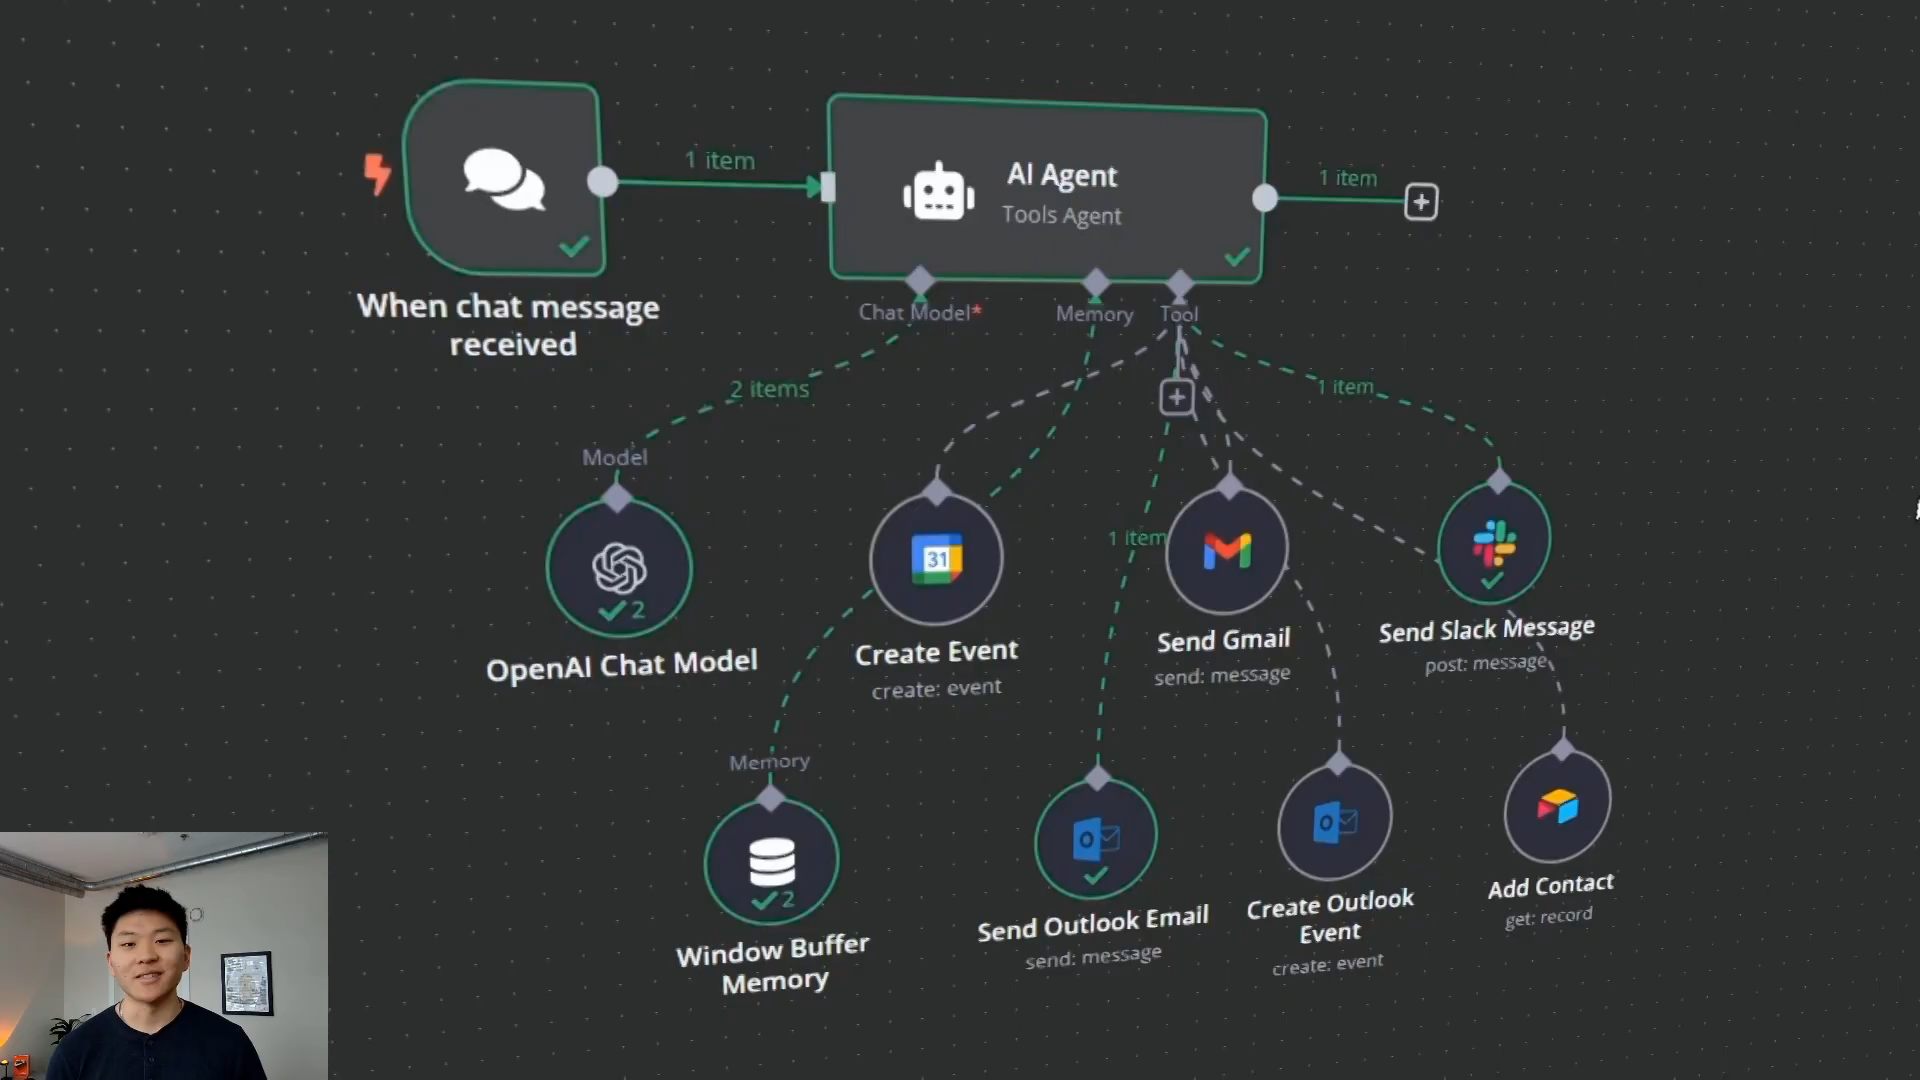 1 item
AI Agent
Tools Agent
1 item
When chat message
received
Chat Model*
Memory
Tool
2 items
1 item
Model
1 item
31
2
OpenAI Chat Model
Create Event
create: event
Send Gmail
send: message
Send Slack Message
post: message
Memory
2
Window Buffer
Memory
Send Outlook Email
send: message
Create Outlook
Event
create: event
Add Contact
get: record